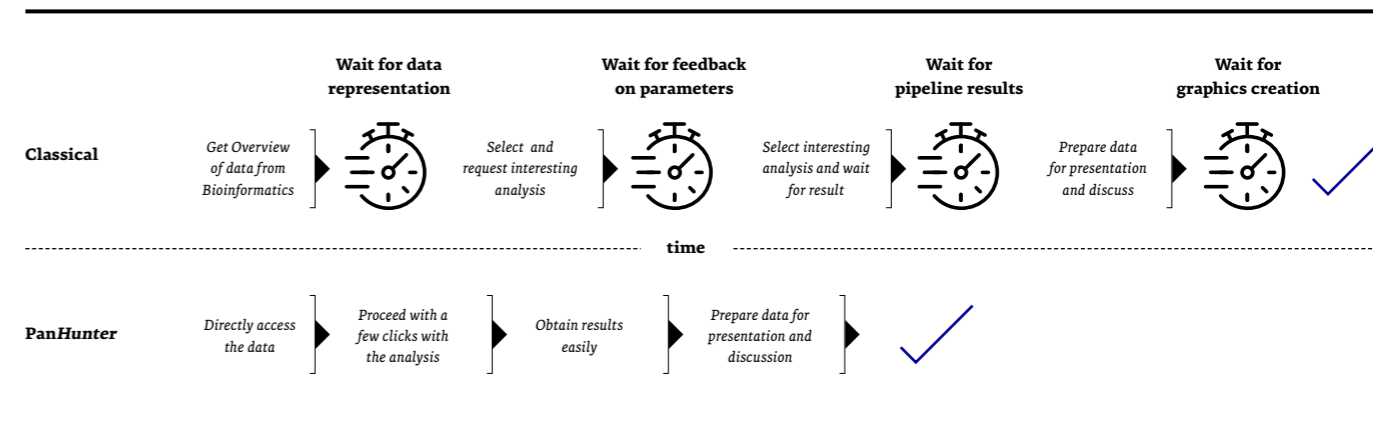 Wait for data
representation
Wait for feedback
on parameters
Wait for
pipeline results
Wait for
graphics creation
Classical
Get Overview
of data from
Bioinformatics
Select and
request interesting
analysis
Select interesting
analysis and wait
for result
Prepare data
for presentation
and discuss
time
PanHunter
Directly access
the data
Proceed with a
few clicks with
the analysis
Obtain results
easily
Prepare data for
presentation and
discussion